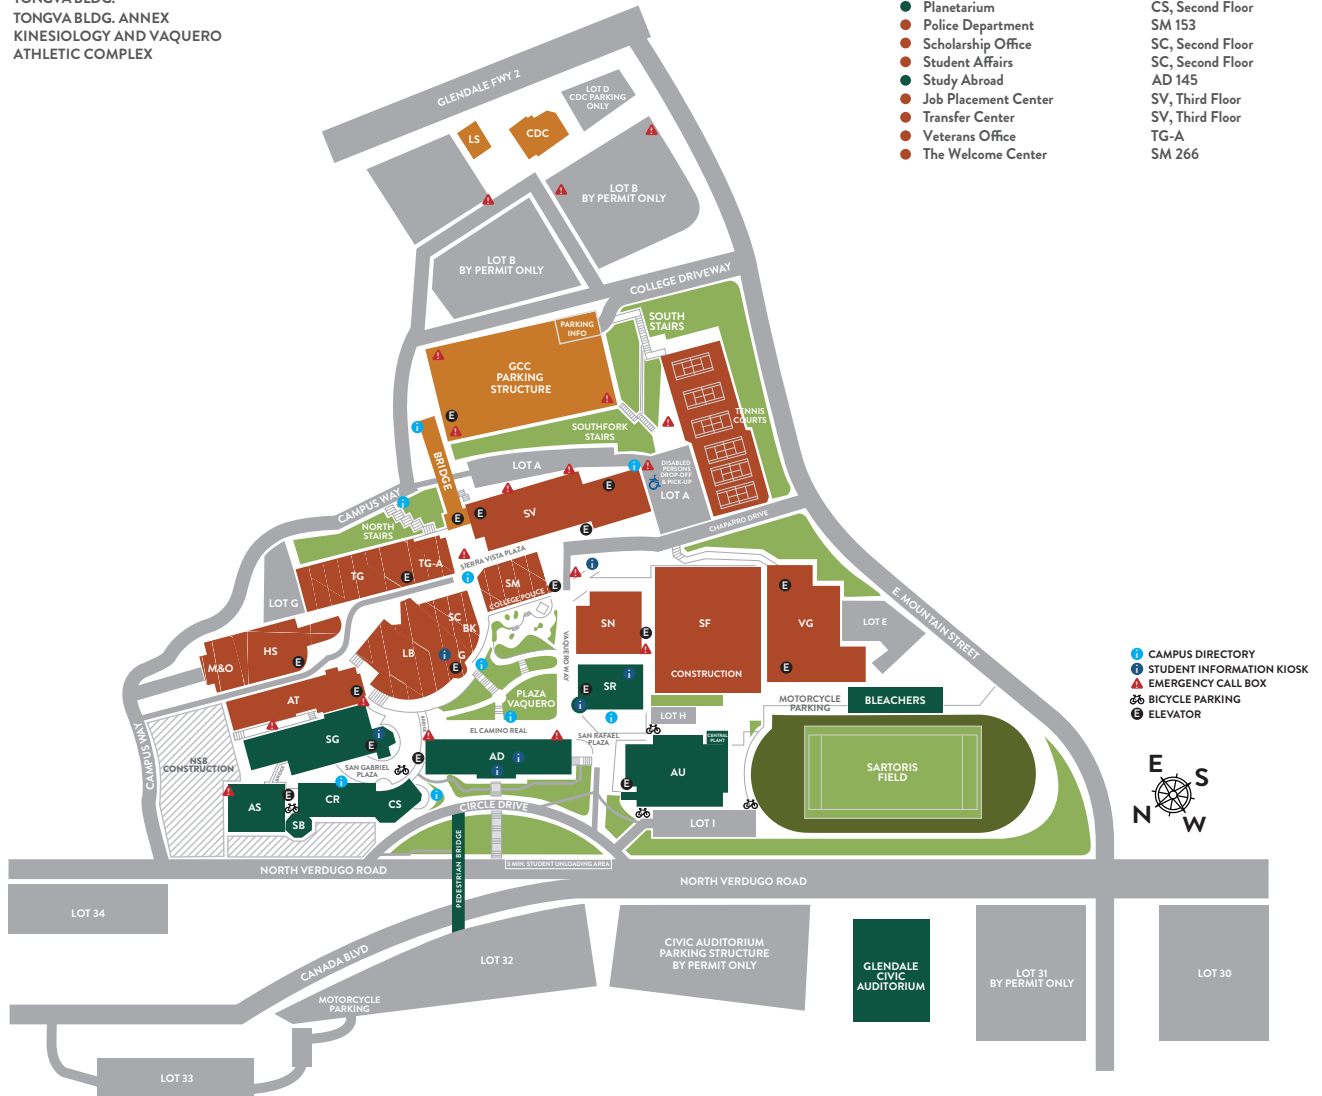 TONGVA BLDG. ANNEX
KINESIOLOGY AND VAQUERO
ATHLETIC COMPLEX
Planetarium CS, Second Floor
Police Department SM 153
Scholarship Office SC, Second Floor
Student Affairs SC, Second Floor
Study Abroad AD 145
Job Placement Center SV, Third Floor
Transfer Center SV, Third Floor
Veterans Office TG-A
The Welcome Center SM 266
GLENDALE FWY 2
LOT D
CDC PARKING
ONLY
LS
CDC
LOT B
BY PERMIT ONLY
LOT B
BY PERMIT ONLY
COLLEGE DRIVEWAY
PARKING
INFO
SOUTH
STAIRS
GCC
PARKING
STRUCTURE
TENNIS
COURTS
E
SOUTHFORK
STAIRS
BRIDGE
LOT A
DISABLED
PERSONS
DROP-OFF
& PICK-UP
LOT A
E
CAMPUS WAY
E
E
SV
CHAPARRO DRIVE
NORTH
STAIRS
E
SIERRA VISTA PLAZA
TG-A
TG
E
SM
E
COLLEGE POLICE
E
E. MOUNTAIN STREET
LOT G
SC
BK
SN
SF
VG
LOT E
E
VAQUERO WAY
HS
LB
G
M&O
E
E
E
CONSTRUCTION
CAMPUS DIRECTORY
STUDENT INFORMATION KIOSK
EMERGENCY CALL BOX
BICYCLE PARKING
E ELEVATOR
AT
E
SR
E
PLAZA
VAQUERO
MOTORCYCLE
PARKING
BLEACHERS
LOT H
BRIDGE
EL CAMINO REAL
SAN RAFAEL
PLAZA
CENTRAL
PLANT
SG
E
CAMPUS WAY
NSB
CONSTRUCTION
BRIDGE
SAN GABRIEL
PLAZA
E
AD
AU
E
SARTORIS
FIELD
E
S
N
W
AS
E
CR
CS
SB
CIRCLE DRIVE
LOT I
PEDESTRIAN BRIDGE
3 MIN. STUDENT UNLOADING AREA
NORTH VERDUGO ROAD
NORTH VERDUGO ROAD
LOT 34
CANADA BLVD
LOT 32
CIVIC AUDITORIUM
PARKING STRUCTURE
BY PERMIT ONLY
GLENDALE
CIVIC
AUDITORIUM
LOT 31
BY PERMIT ONLY
LOT 30
MOTORCYCLE
PARKING
LOT 33